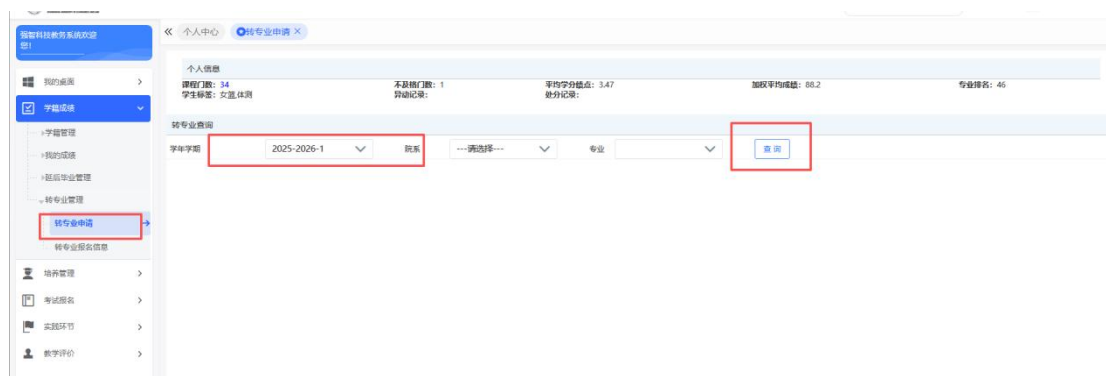 强智科技教务系统欢迎
您!
个人中心 转专业申请 ×
个人信息
课程门数: 34 不及格门数: 1 平均学分绩点: 3.47 加权平均成绩: 88.2 专业排名: 46
学生标签: 女篮,体测 异动记录: 处分记录:
转专业查询
学年学期 2025-2026-1 院系 ---请选择--- 专业 查询
我的桌面
学籍成绩
学籍管理
我的成绩
延后毕业管理
转专业管理
转专业申请
转专业报名信息
培养管理
考试报名
实践环节
教学评价